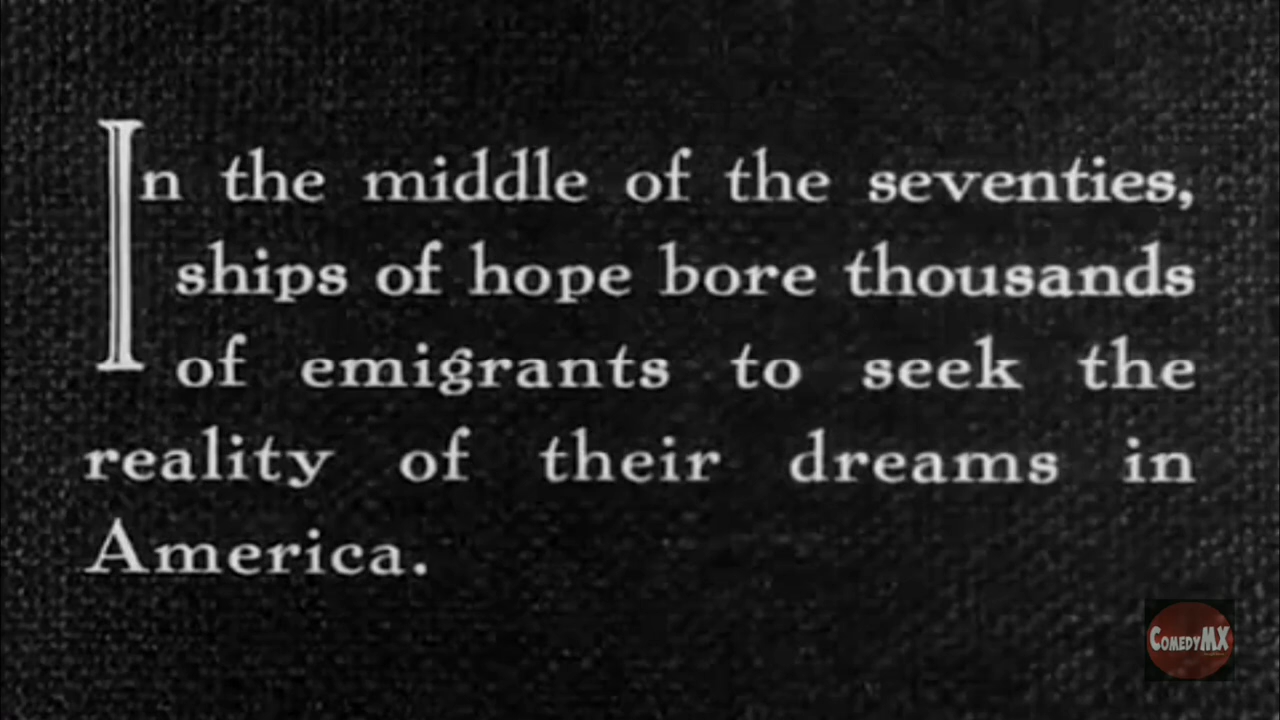 In the middle of the seventies,
ships of hope bore thousands
of emigrants to seek the
reality of their dreams in
America.
COMEDYMX